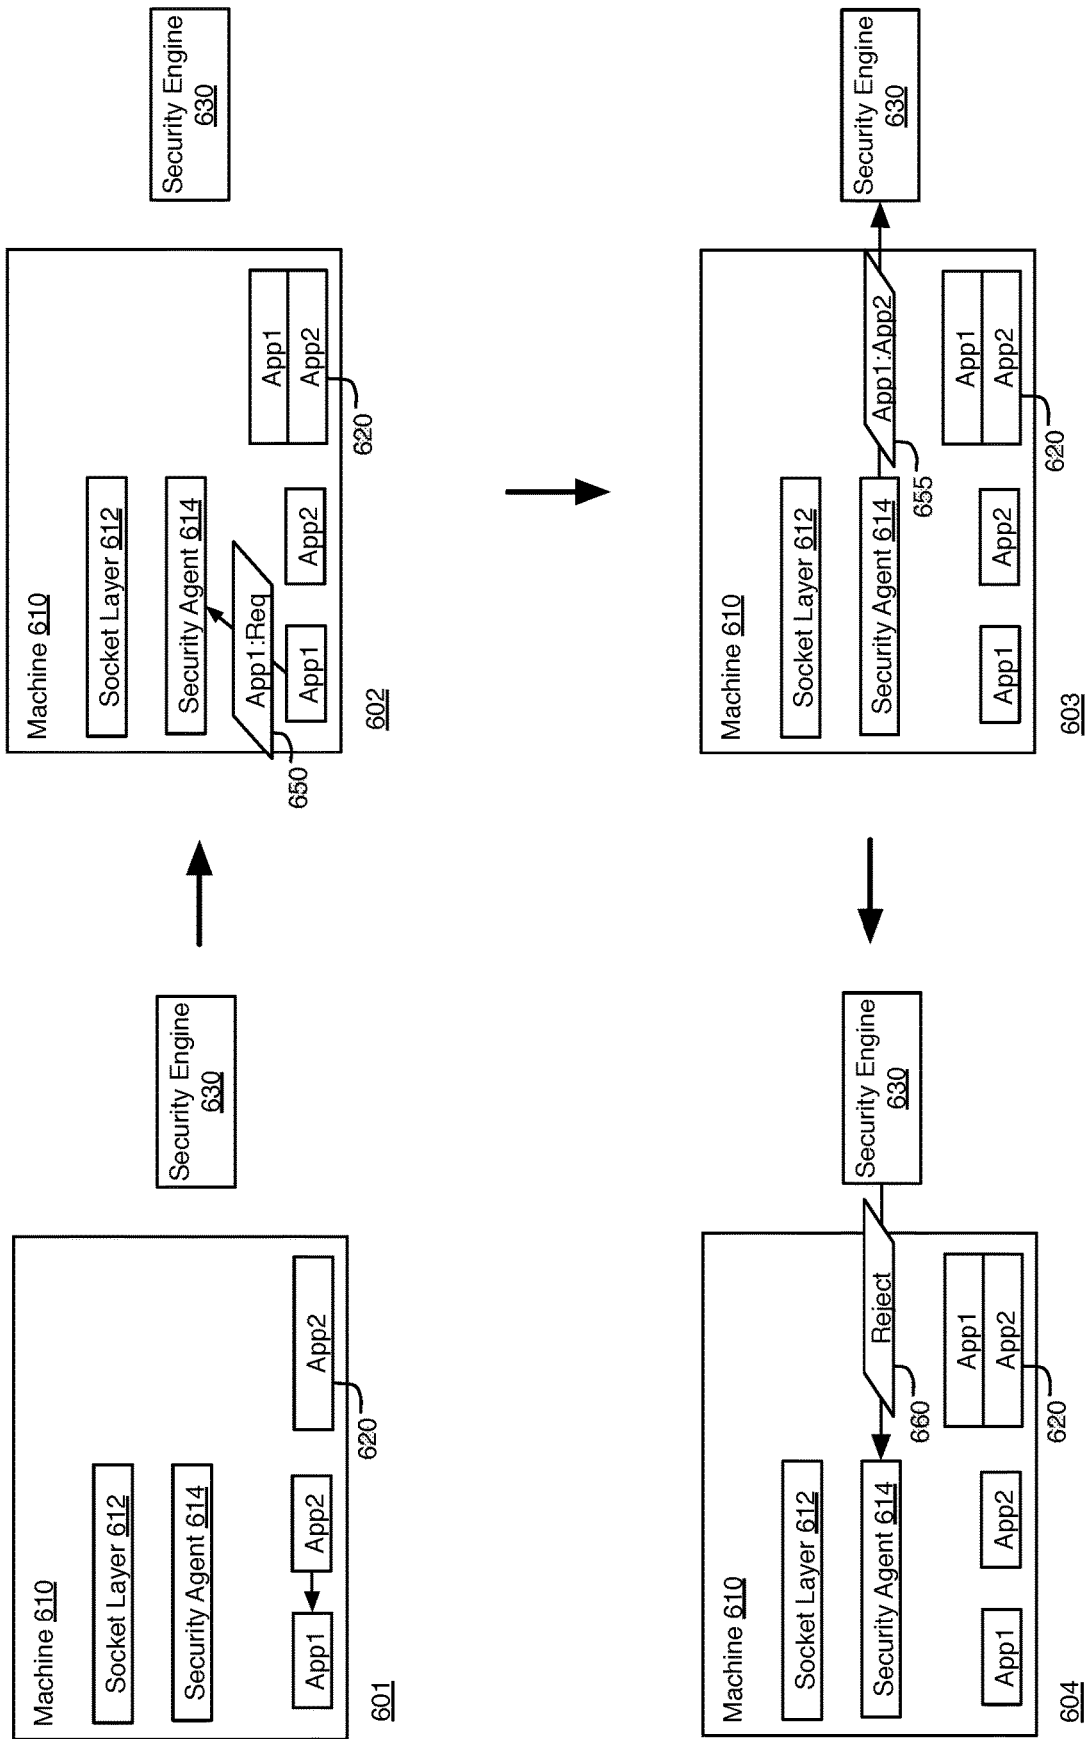 Machine 610
Socket Layer 612
Security Agent 614
App1
App2
App2
620
Security Engine
630
601
Machine 610
Socket Layer 612
Security Agent 614
App1:Req
650
App1
App2
App1
App2
620
Security Engine
630
602
Machine 610
Socket Layer 612
Security Agent 614
App1:App2
655
App1
App2
App1
App2
620
Security Engine
630
603
Machine 610
Socket Layer 612
Security Agent 614
Reject
660
App1
App2
App1
App2
620
Security Engine
630
604